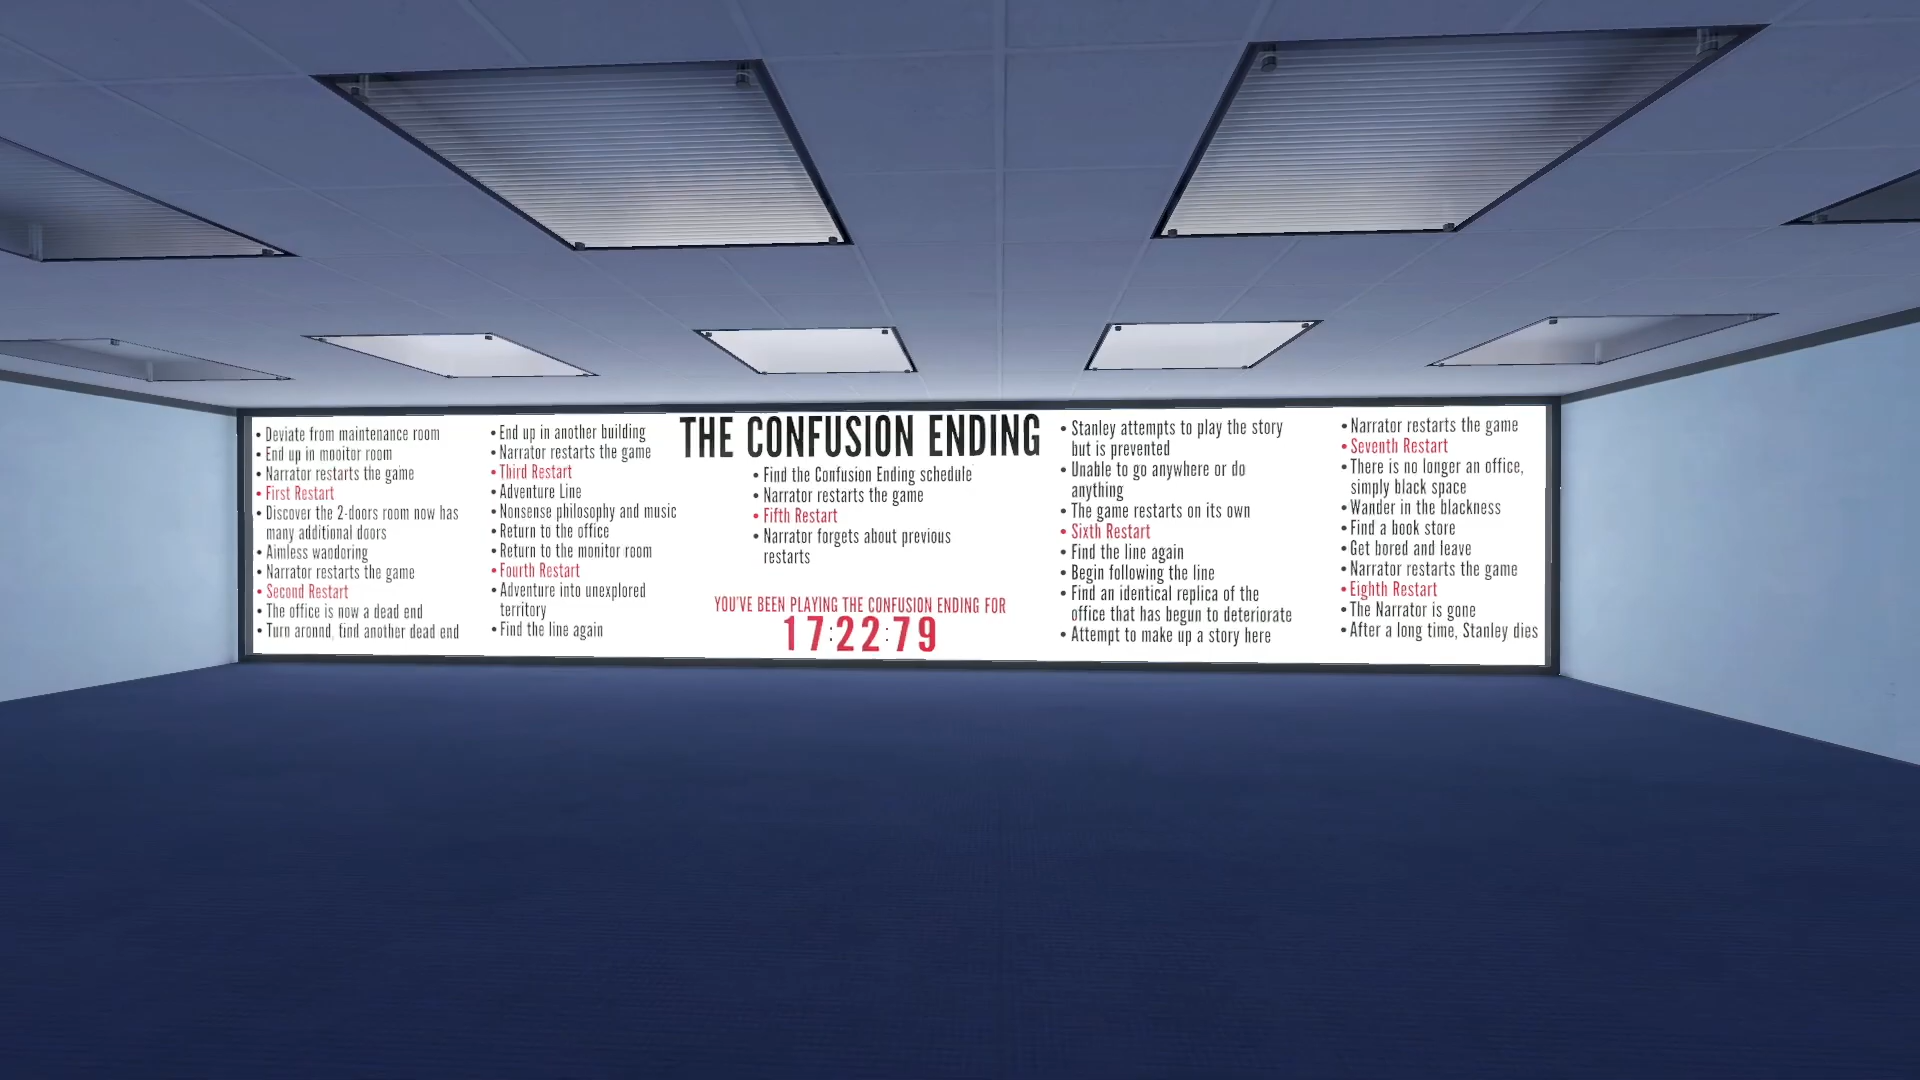 • Deviate from maintenance room
• End up in monitor room
• Narrator restarts the game
• First Restart
• Discover the 2-doors room now has
many additional doors
• Aimless wandering
• Narrator restarts the game
• Second Restart
• The office is now a dead end
• Turn around, find another dead end
• End up in another building
• Narrator restarts the game
• Third Restart
• Adventure Line
• Nonsense philosophy and music
• Return to the office
• Return to the monitor room
• Fourth Restart
• Adventure into unexplored
territory
• Find the line again
THE CONFUSION ENDING
• Find the Confusion Ending schedule
• Narrator restarts the game
• Fifth Restart
• Narrator forgets about previous
restarts
YOU'VE BEEN PLAYING THE CONFUSION ENDING FOR
17:22:79
• Stanley attempts to play the story
but is prevented
• Unable to go anywhere or do
anything
• The game restarts on its own
• Sixth Restart
• Find the line again
• Begin following the line
• Find an identical replica of the
office that has begun to deteriorate
• Attempt to make up a story here
• Narrator restarts the game
• Seventh Restart
• There is no longer an office,
simply black space
• Wander in the blackness
• Find a book store
• Get bored and leave
• Narrator restarts the game
• Eighth Restart
• The Narrator is gone
• After a long time, Stanley dies